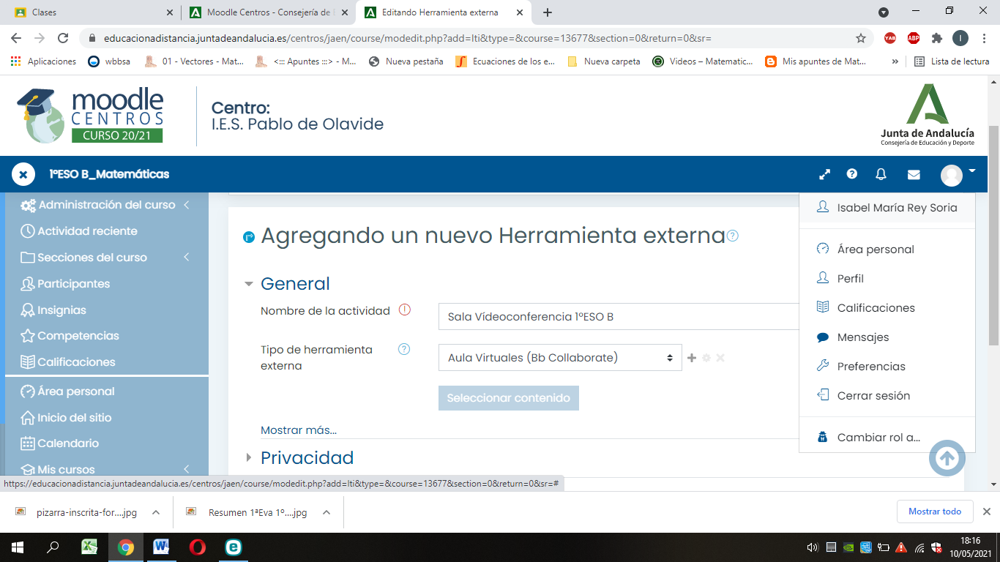 Clases
Moodle Centros - Consejería de E
Editando Herramienta externa
educacionadistancia.juntadeandalucia.es/centros/jaen/course/modedit.php?add=lti&type=&course=13677&section=0&return=0&sr=
YAB
ABP
I
Aplicaciones
wbbsa
01 - Vectores - Mat...
<::: Apuntes :::> - M...
Nueva pestaña
Ecuaciones de los e...
Nueva carpeta
Videos – Matematic...
Mis apuntes de Mat...
»
Lista de lectura
moodle
CENTROS
CURSO 20/21
Centro:
I.E.S. Pablo de Olavide
Junta de Andalucía
Consejería de Educación y Deporte
1ºESO B_Matemáticas
Administración del curso
Actividad reciente
Secciones del curso
Participantes
Insignias
Competencias
Calificaciones
Área personal
Inicio del sitio
Calendario
Mis cursos
Agregando un nuevo Herramienta externa
General
Nombre de la actividad
Sala Vídeoconferencia 1ºESO B
Tipo de herramienta
externa
Aula Virtuales (Bb Collaborate)
Seleccionar contenido
Mostrar más...
Privacidad
Isabel María Rey Soria
Área personal
Perfil
Calificaciones
Mensajes
Preferencias
Cerrar sesión
Cambiar rol a...
https://educacionadistancia.juntadeandalucia.es/centros/jaen/course/modedit.php?add=lti&type=&course=13677&section=0&return=0&sr=#
pizarra-inscrita-for....jpg
Resumen 1ªEva 1º....jpg
Mostrar todo
18:16
10/05/2021